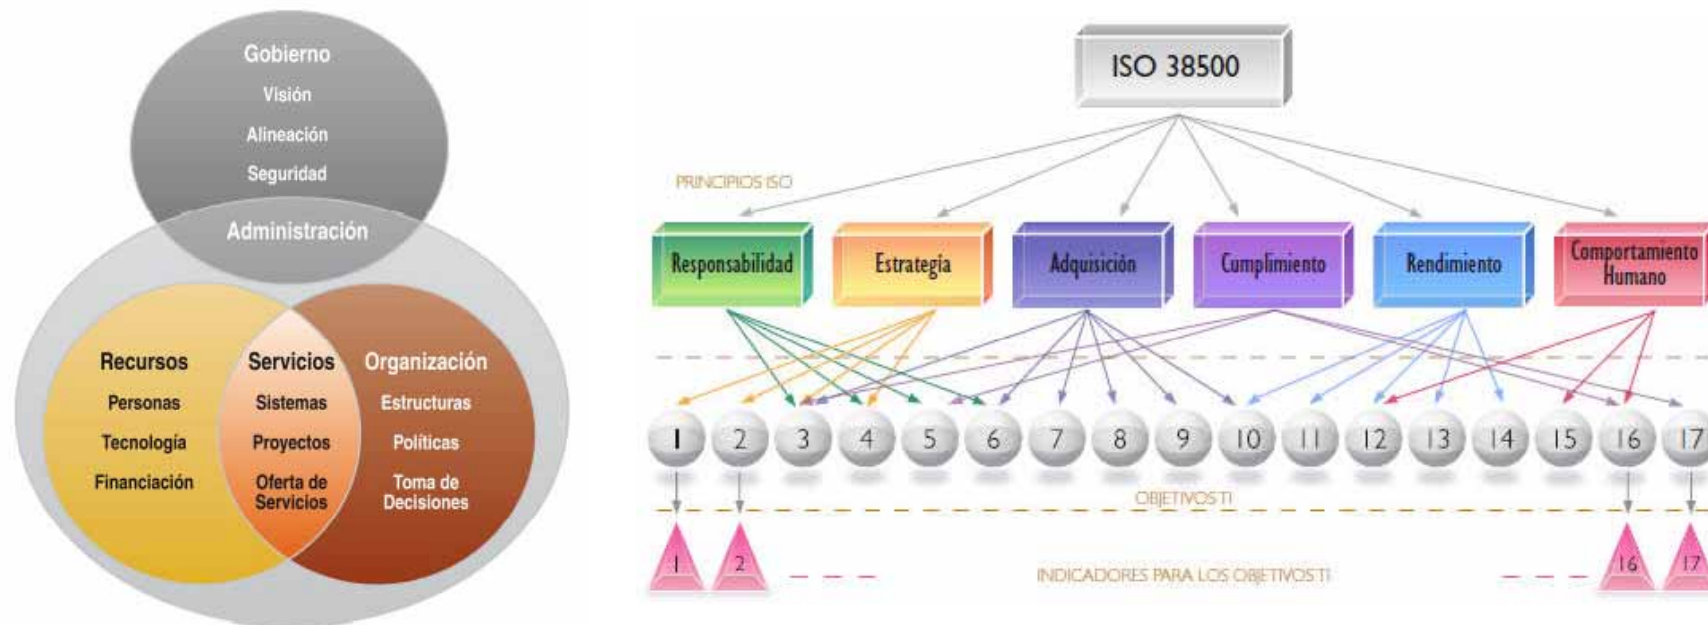 Gobierno
Visión
Alineación
Seguridad
Administración
Recursos
Personas
Tecnología
Financiación
Servicios
Sistemas
Proyectos
Oferta de
Servicios
Organización
Estructuras
Políticas
Toma de
Decisiones
ISO 38500
PRINCIPIOS ISO
Responsabilidad
Estrategía
Adquisición
Cumplimiento
Rendimiento
Comportamiento
Humano
1 2 3 4 5 6 7 8 9 10 11 12 13 14 15 16 17
OBJETIVOS TI
1 2 16 17
INDICADORES PARA LOS OBJETIVOS TI